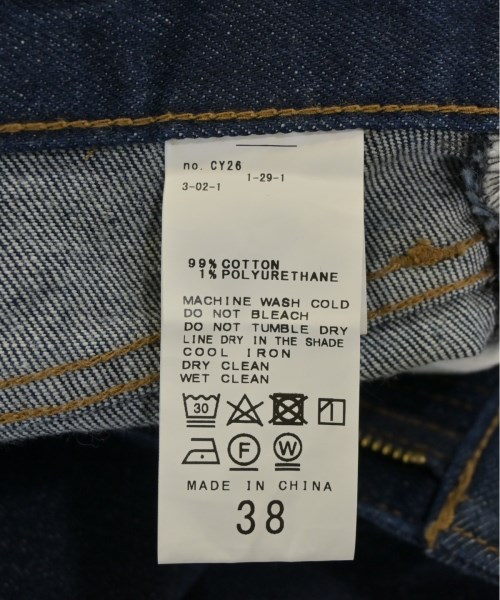 no. CY26
1-29-1
3-02-1
99% COTTON
1% POLYURETHANE
MACHINE WASH COLD
DO NOT BLEACH
DO NOT TUMBLE DRY
LINE DRY IN THE SHADE
COOL IRON
DRY CLEAN
WET CLEAN
30
F W
MADE IN CHINA
38